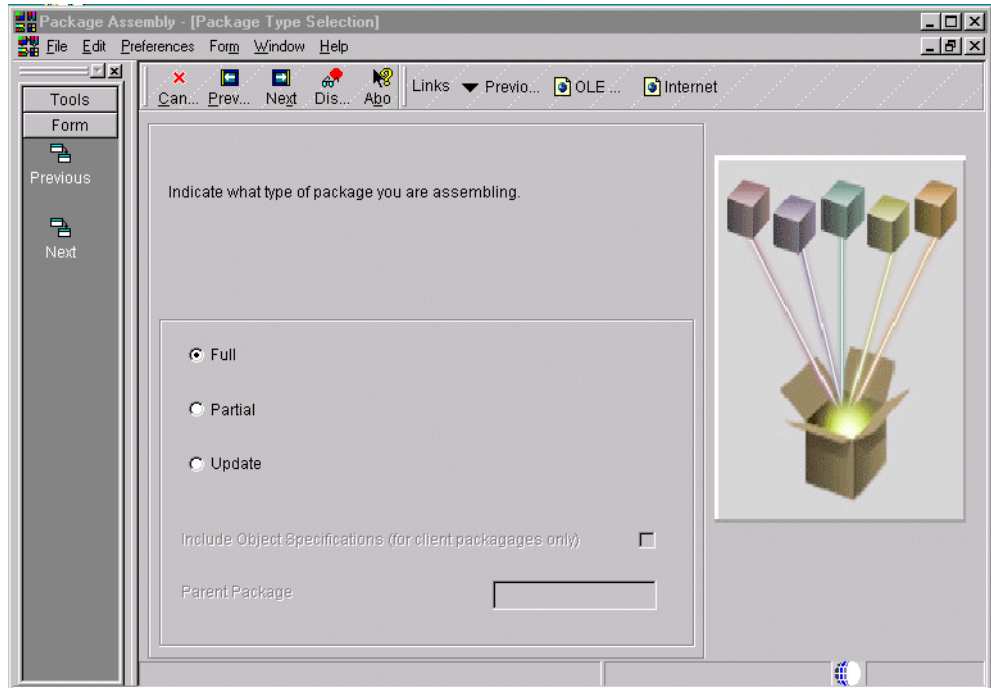 Package Assembly - [Package Type Selection]
File Edit Preferences Form Window Help
Tools
Form
Previous
Next
Can... Prev... Next Dis... Abo Links Previo... OLE ... Internet
Indicate what type of package you are assembling.
Full
Partial
Update
Include Object Specifications (for client packagages only)
Parent Package